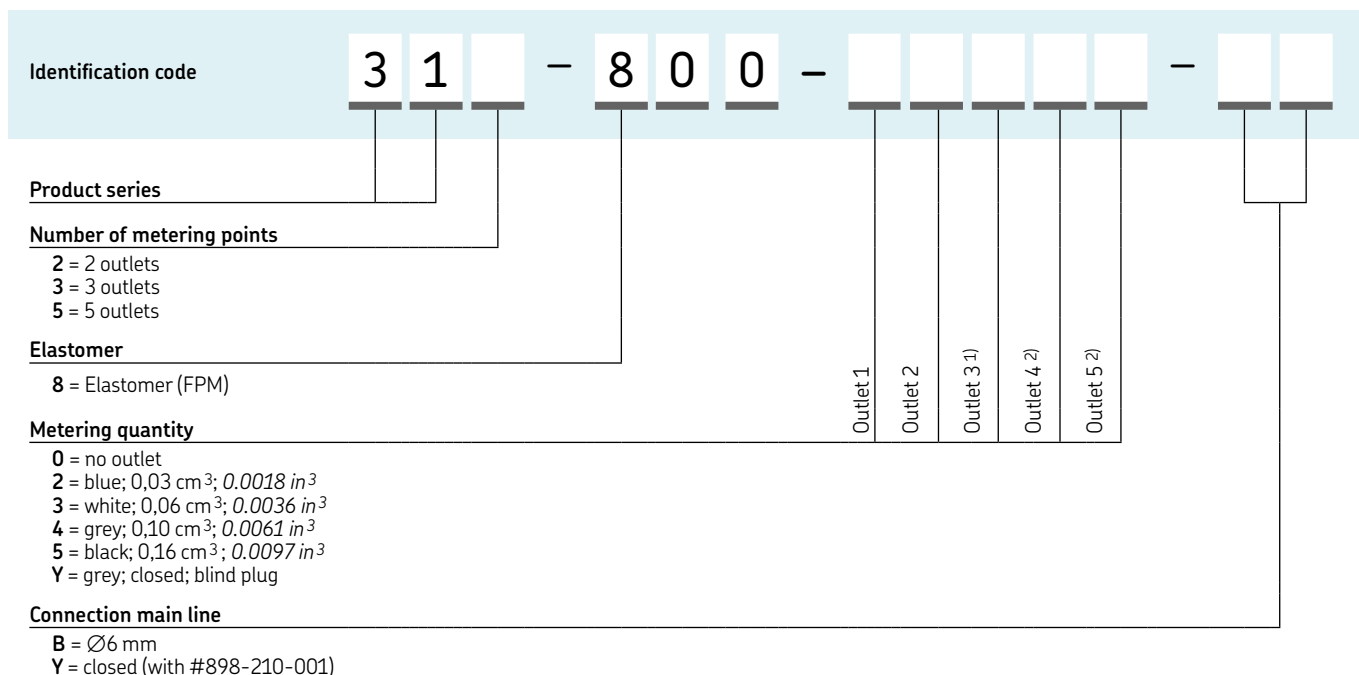 Identification code 3 1 – 8 0 0 – –
Product series
Number of metering points
2 = 2 outlets
3 = 3 outlets
5 = 5 outlets
Elastomer
8 = Elastomer (FPM)
Outlet 1
Outlet 2
Outlet 3 1)
Outlet 4 2)
Outlet 5 2)
Metering quantity
0 = no outlet
2 = blue; 0,03 cm³; 0.0018 in³
3 = white; 0,06 cm³; 0.0036 in³
4 = grey; 0,10 cm³; 0.0061 in³
5 = black; 0,16 cm³ ; 0.0097 in³
Y = grey; closed; blind plug
Connection main line
B = ∅6 mm
Y = closed (with #898-210-001)